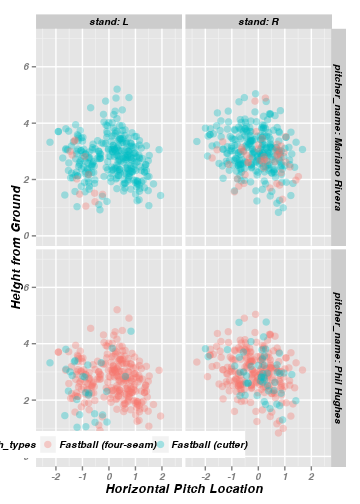 stand: L
stand: R
6
4
2
0
pitcher_name: Mariano Rivera
6
4
2
pitcher_name: Phil Hughes
Height from Ground
h_types Fastball (four-seam) Fastball (cutter)
-2 -1 0 1 2 -2 -1 0 1 2
Horizontal Pitch Location